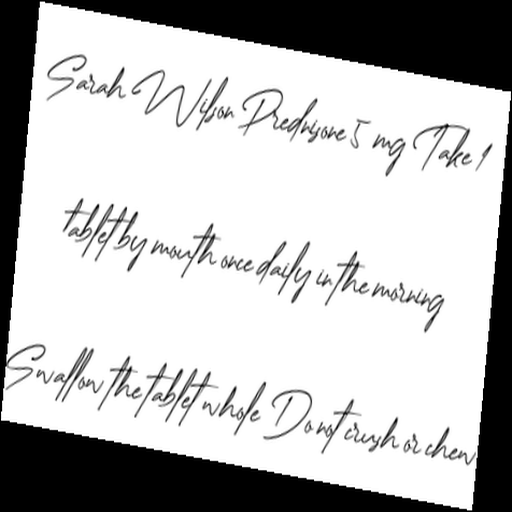 Sarah Wilson Prednisone 5 mg Take 1
tablet by mouth once daily in the morning
Swallow the tablet whole Do not crush or chew